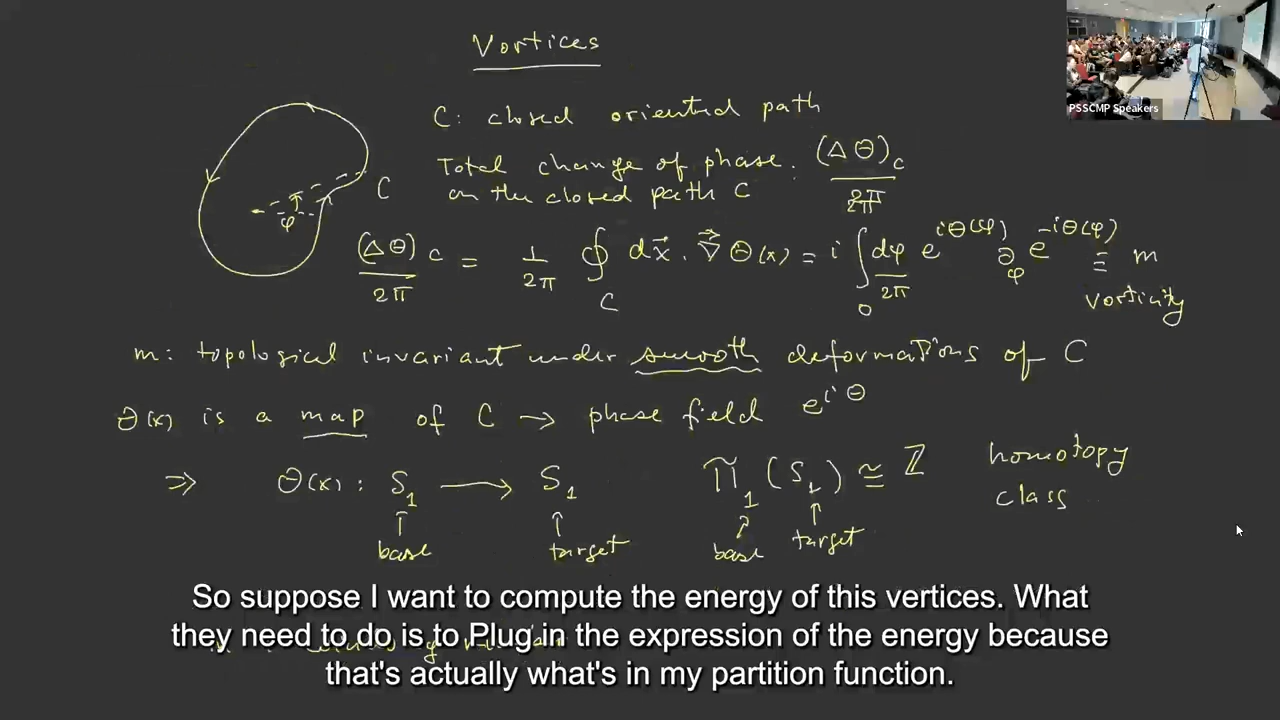 Vortices
PSSCMP Speakers
C: closed oriented path
Total change of phase : (ΔΘ)_C / 2π
on the closed path C
C
φ
(ΔΘ)_C / 2π = 1/2π ∮_C dx⃗ · ∇⃗Θ(x) = i ∫_0^2π dφ/2π e^{iΘ(φ)} ∂_φ e^{-iΘ(φ)} ≡ m
vorticity
m: topological invariant under smooth deformations of C
Θ(x) is a map of C → phase field e^{iΘ}
⇒ Θ(x) : S_1 → S_1 Π_1 (S_1) ≅ ℤ homotopy
class
base target base target
So suppose I want to compute the energy of this vertices. What
they need to do is to Plug in the expression of the energy because
that's actually what's in my partition function.